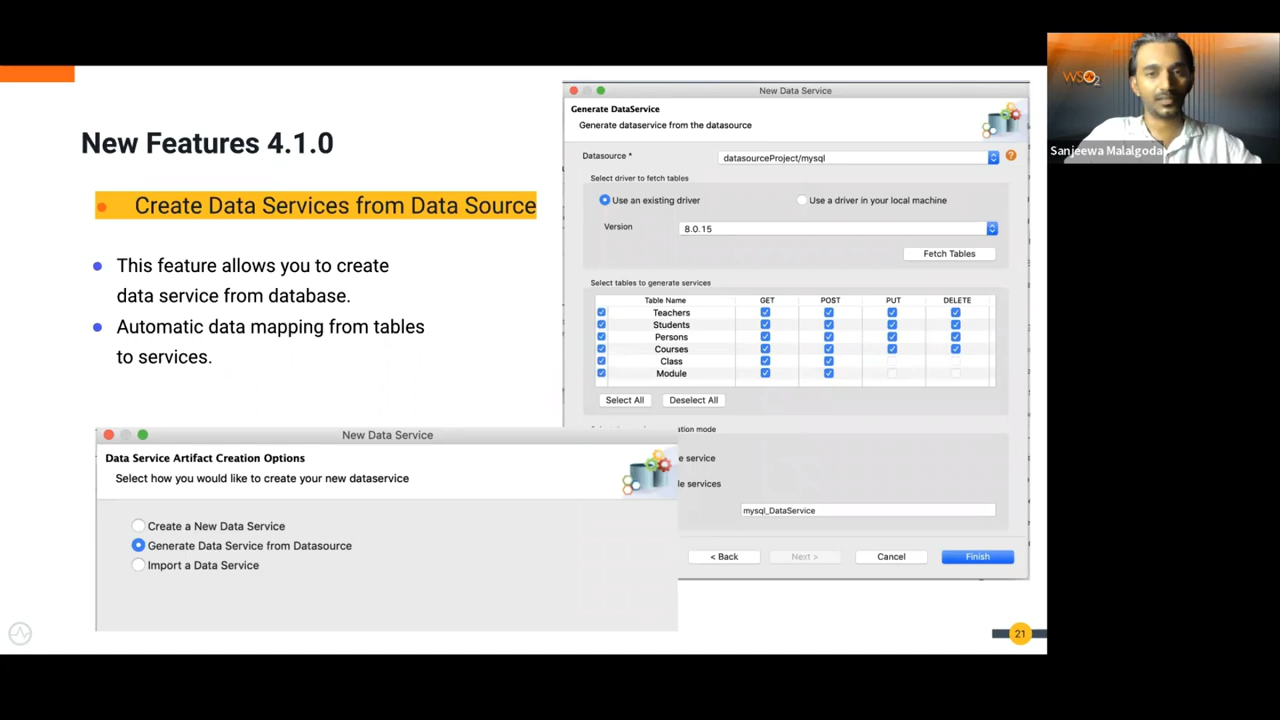 New Features 4.1.0
Create Data Services from Data Source
This feature allows you to create
data service from database.
Automatic data mapping from tables
to services.
New Data Service
Generate DataService
Generate dataservice from the datasource
Datasource * datasourceProject/mysql
Select driver to fetch tables
Use an existing driver Use a driver in your local machine
Version 8.0.15
Fetch Tables
Select tables to generate services
Table Name GET POST PUT DELETE
Teachers
Students
Persons
Courses
Class
Module
Select All Deselect All
ation mode
e service
le services
mysql_DataService
< Back Next > Cancel Finish
New Data Service
Data Service Artifact Creation Options
Select how you would like to create your new dataservice
Create a New Data Service
Generate Data Service from Datasource
Import a Data Service
21
WSO2
Sanjeewa Malalgoda